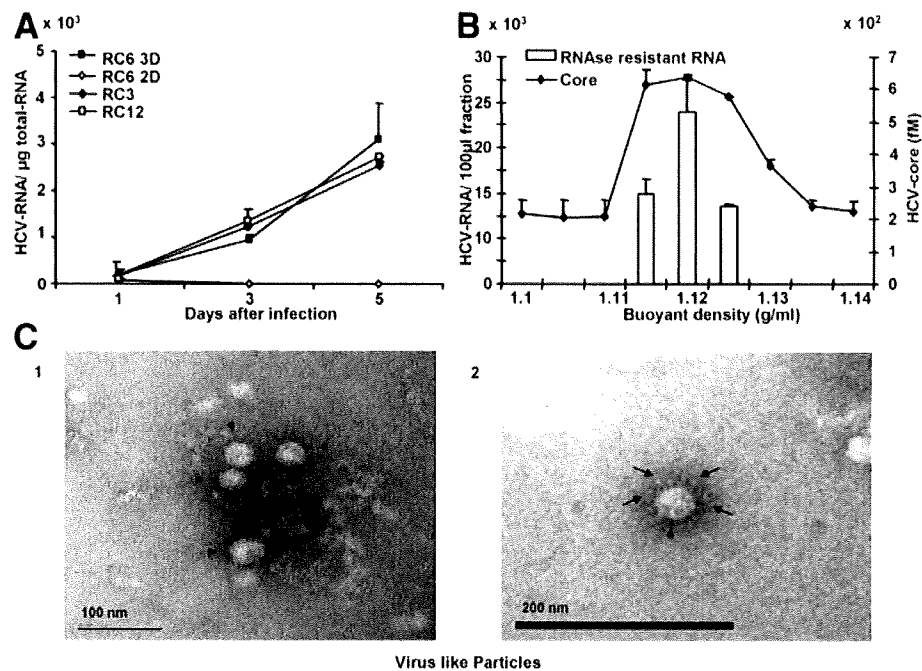 A
x 10³
HCV-RNA/ µg total-RNA
5
4
3
2
1
0
RC6 3D
RC6 2D
RC3
RC12
1
3
5
Days after infection
B
x 10³
x 10²
HCV-RNA/ 100µl fraction
30
25
20
15
10
5
0
RNAse resistant RNA
Core
7
6
5
4
3
2
1
0
HCV-core (fM)
1.1
1.11
1.12
1.13
1.14
Buoyant density (g/ml)
C
1
100 nm
2
200 nm
Virus like Particles